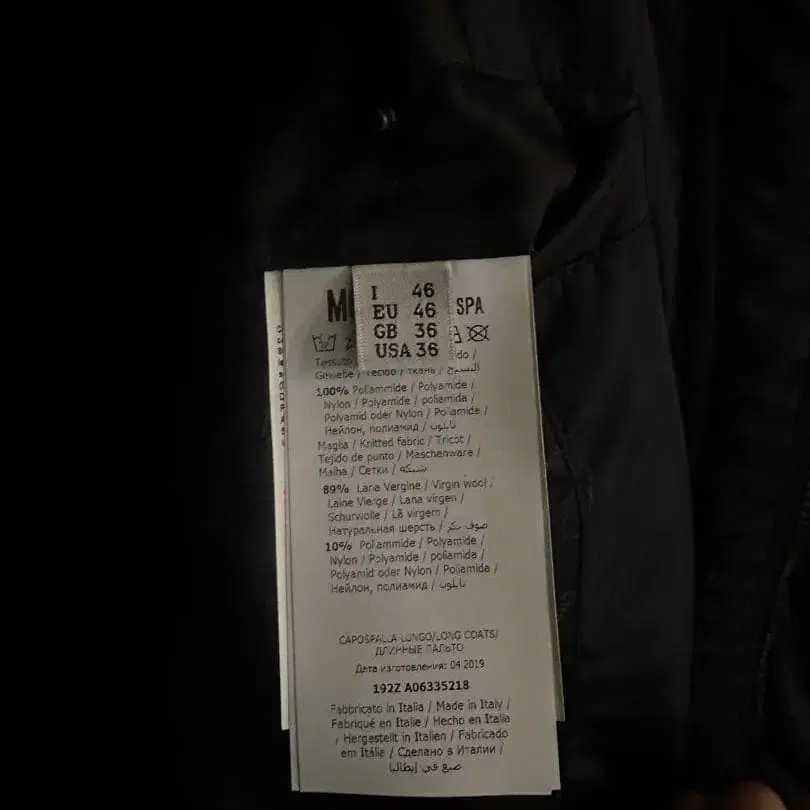 I 46
EU 46
GB 36
USA 36
SPA
Tessuto
Gewebe / Tecido / ткань / النسيج
100% Poliammide / Polyamide /
Nylon / Polyamide / poliamida /
Polyamid oder Nylon / Poliamida /
Нейлон, полиамид / نايلون
Maglia / Knitted fabric / Tricot /
Tejido de punto / Maschenware /
Malha / Сетки / شبكة
89% Lana Vergine / Virgin wool /
Laine Vierge / Lana virgen /
Schurwolle / Lã virgem /
Натуральная шерсть / صوف بكر
10% Poliammide / Polyamide /
Nylon / Polyamide / poliamida /
Polyamid oder Nylon / Poliamida /
Нейлон, полиамид / نايلون
CAPOSPALLA LUNGO/LONG COATS/
ДЛИННЫЕ ПАЛЬТО
Дата изготовления: 04 2019
192Z A06335218
Fabbricato in Italia / Made in Italy /
Fabriqué en Italie / Hecho en Italia
/ Hergestellt in Italien / Fabricado
em Itália / Сделано в Италии /
صنع في إيطاليا